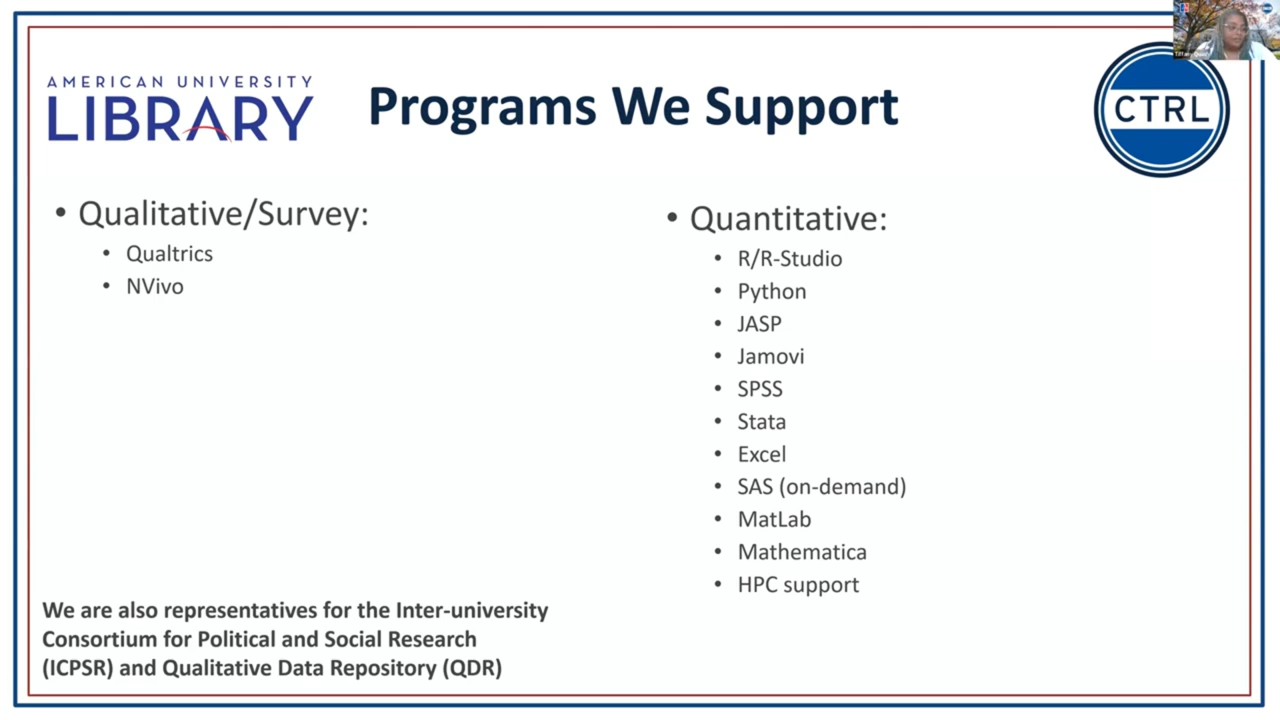 AMERICAN UNIVERSITY
LIBRARY
Programs We Support
CTRL
• Qualitative/Survey:
• Qualtrics
• NVivo
• Quantitative:
• R/R-Studio
• Python
• JASP
• Jamovi
• SPSS
• Stata
• Excel
• SAS (on-demand)
• MatLab
• Mathematica
• HPC support
We are also representatives for the Inter-university
Consortium for Political and Social Research
(ICPSR) and Qualitative Data Repository (QDR)